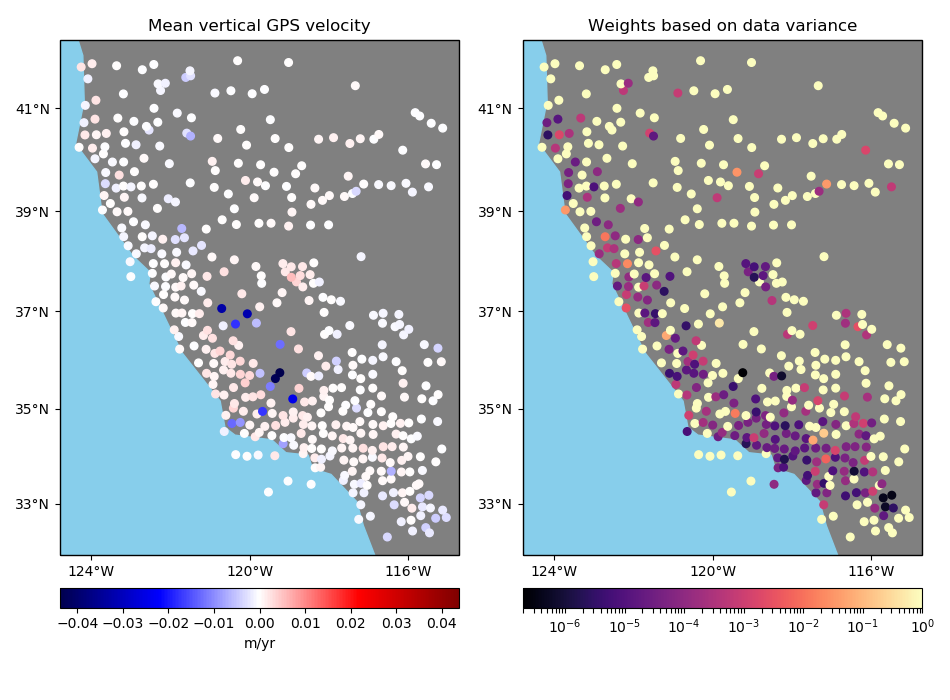 Mean vertical GPS velocity
Weights based on data variance
41°N
39°N
37°N
35°N
33°N
124°W 120°W 116°W
41°N
39°N
37°N
35°N
33°N
124°W 120°W 116°W
−0.04 −0.03 −0.02 −0.01 0.00 0.01 0.02 0.03 0.04
m/yr
10⁻⁶ 10⁻⁵ 10⁻⁴ 10⁻³ 10⁻² 10⁻¹ 10⁰